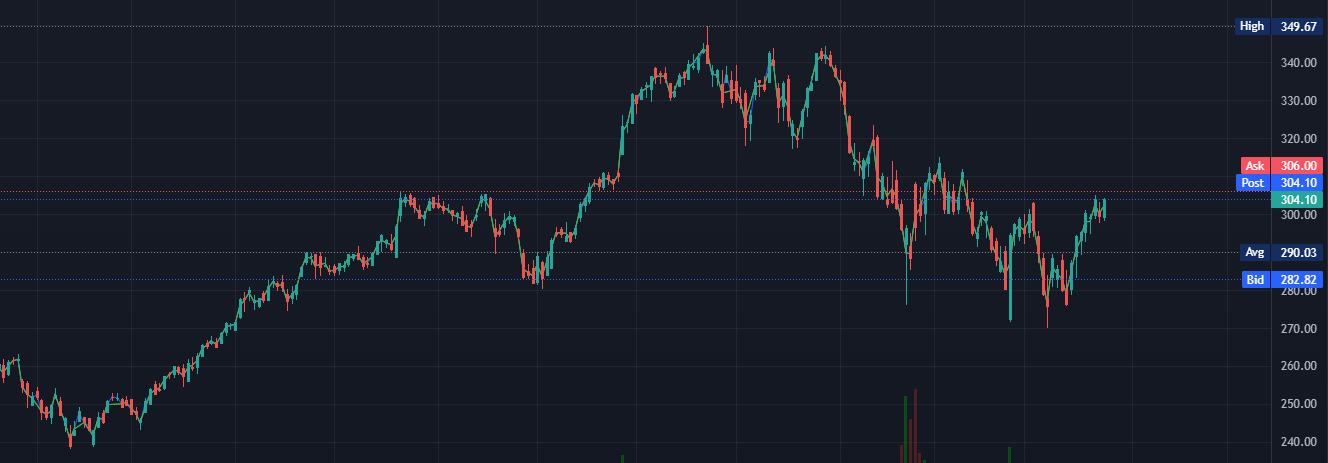 High 349.67
340.00
330.00
320.00
Ask 306.00
Post 304.10
304.10
300.00
Avg 290.03
Bid 282.82
280.00
270.00
260.00
250.00
240.00